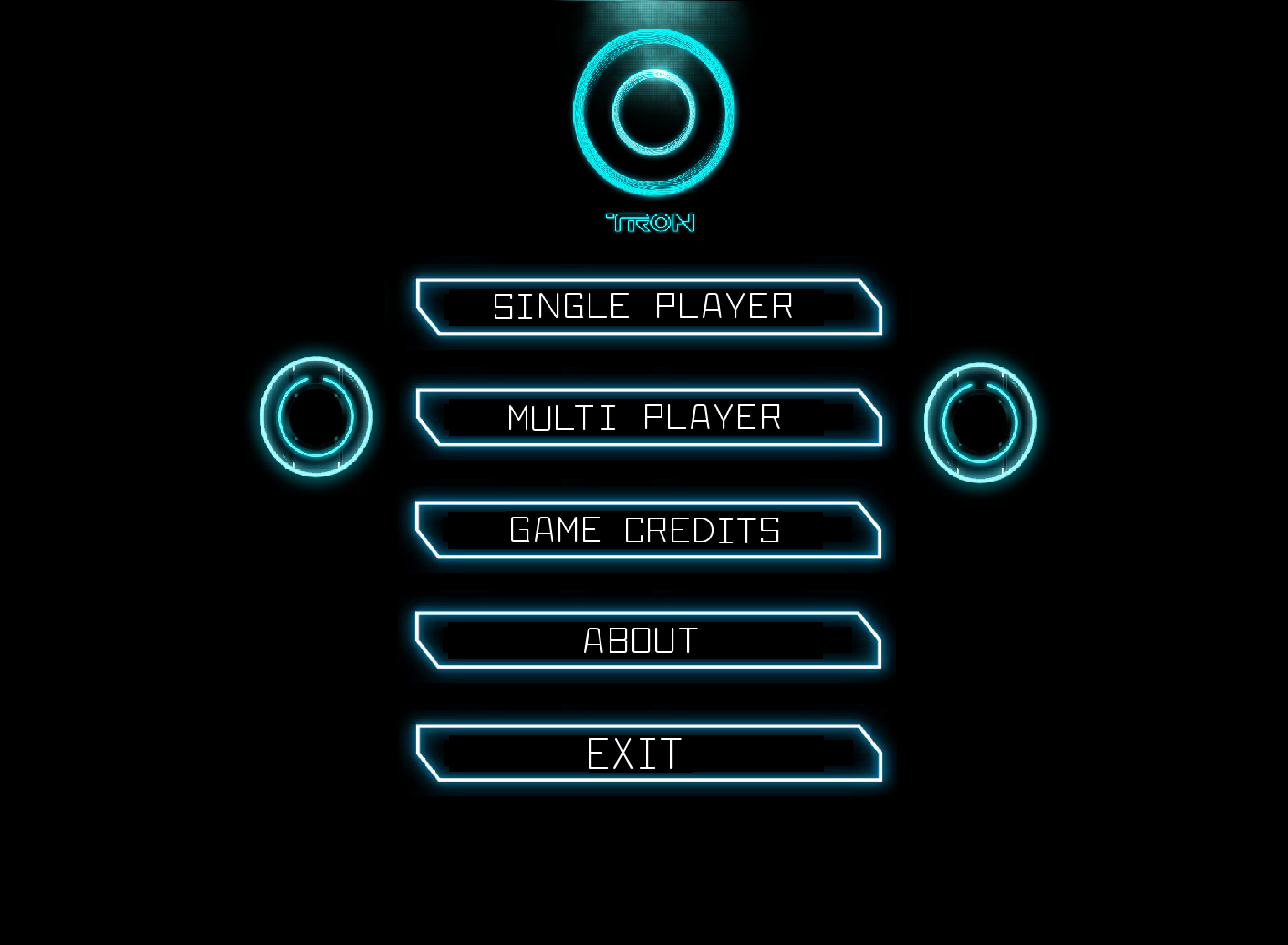 TRON
SINGLE PLAYER
MULTI PLAYER
GAME CREDITS
ABOUT
EXIT